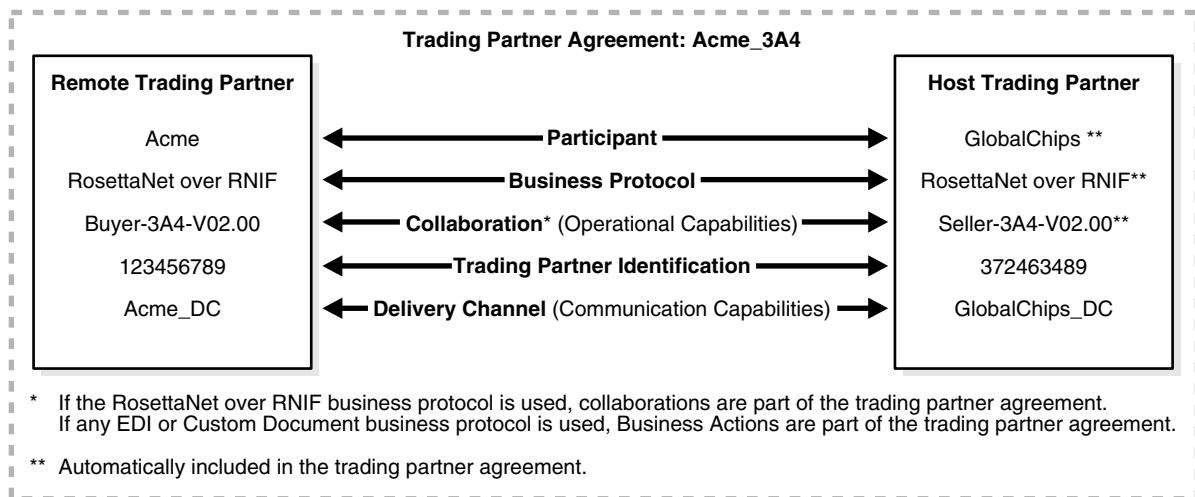 Trading Partner Agreement: Acme_3A4
Remote Trading Partner
Host Trading Partner
Acme
Participant
GlobalChips **
RosettaNet over RNIF
Business Protocol
RosettaNet over RNIF**
Buyer-3A4-V02.00
Collaboration* (Operational Capabilities)
Seller-3A4-V02.00**
123456789
Trading Partner Identification
372463489
Acme_DC
Delivery Channel (Communication Capabilities)
GlobalChips_DC
* If the RosettaNet over RNIF business protocol is used, collaborations are part of the trading partner agreement.
If any EDI or Custom Document business protocol is used, Business Actions are part of the trading partner agreement.
** Automatically included in the trading partner agreement.